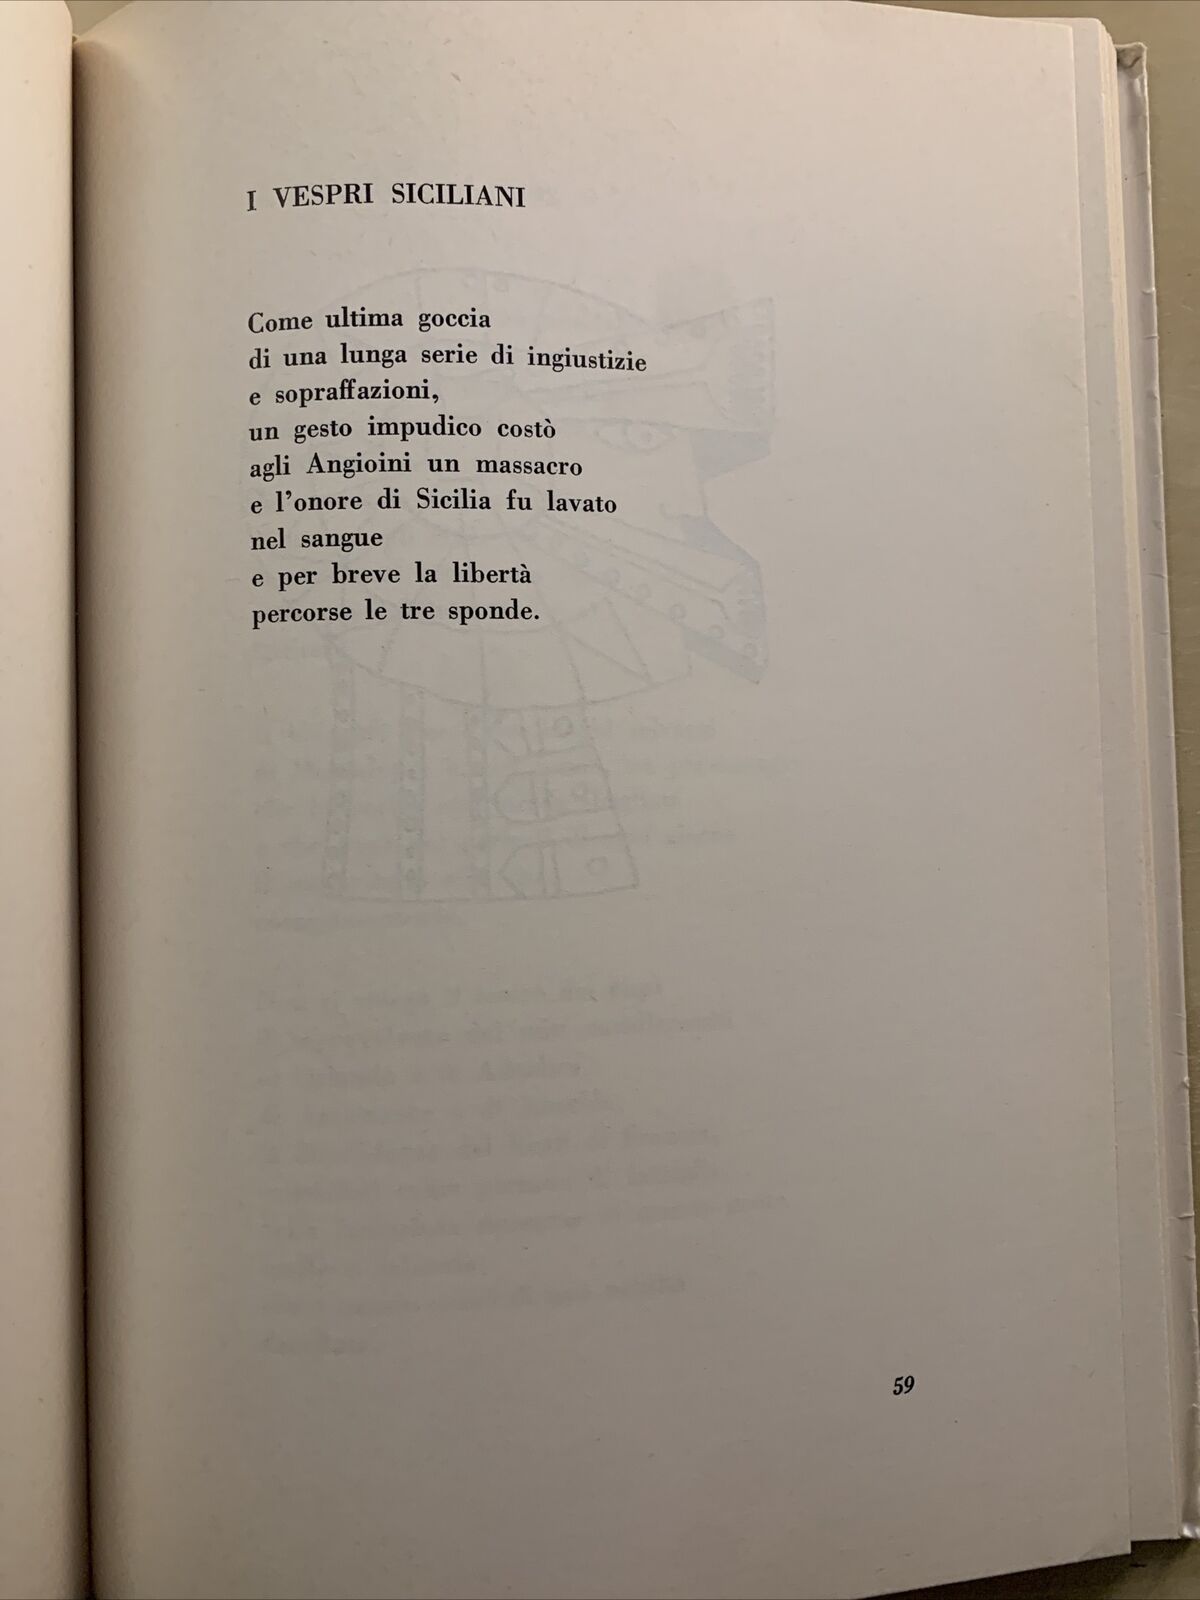 I VESPRI SICILIANI
Come ultima goccia
di una lunga serie di ingiustizie
e sopraffazioni,
un gesto impudico costò
agli Angioini un massacro
e l'onore di Sicilia fu lavato
nel sangue
e per breve la libertà
percorse le tre sponde.
59